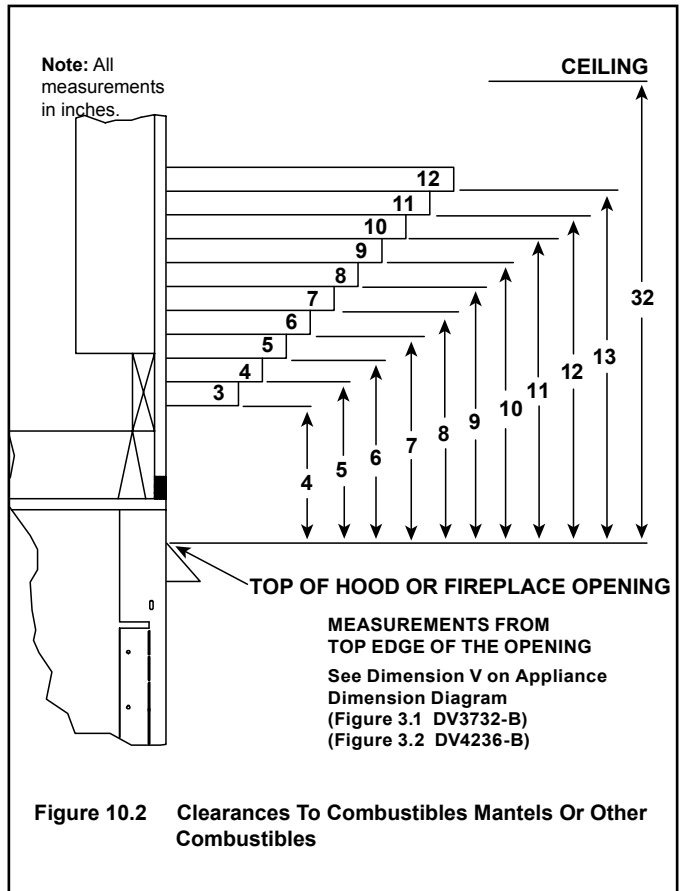 Note: All
measurements
in inches.
CEILING
12
11
10
9
8
7
6
5
4
3
4
5
6
7
8
9
10
11
12
13
32
TOP OF HOOD OR FIREPLACE OPENING
MEASUREMENTS FROM
TOP EDGE OF THE OPENING
See Dimension V on Appliance
Dimension Diagram
(Figure 3.1 DV3732-B)
(Figure 3.2 DV4236-B)
Figure 10.2 Clearances To Combustibles Mantels Or Other
Combustibles